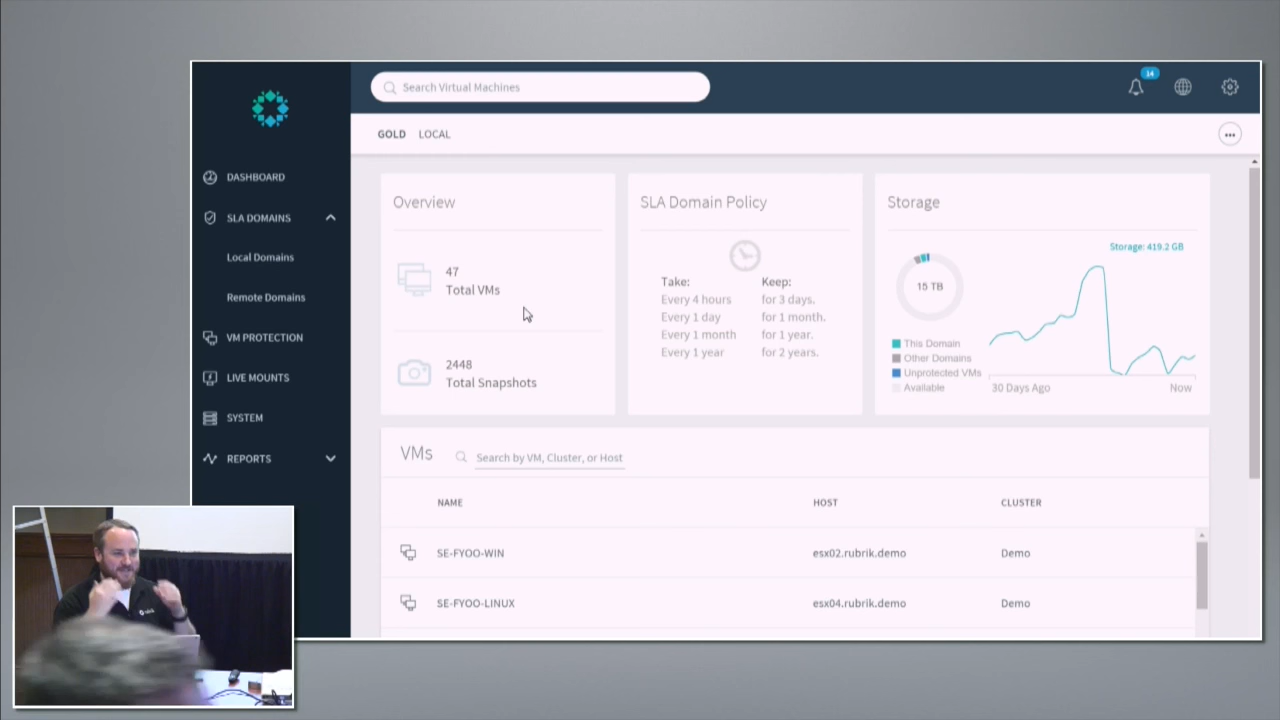 Search Virtual Machines
14
GOLD LOCAL
DASHBOARD
SLA DOMAINS
Local Domains
Remote Domains
VM PROTECTION
LIVE MOUNTS
SYSTEM
REPORTS
Overview
47
Total VMs
2448
Total Snapshots
SLA Domain Policy
Take: Keep:
Every 4 hours for 3 days.
Every 1 day for 1 month.
Every 1 month for 1 year.
Every 1 year for 2 years.
Storage
Storage: 419.2 GB
15 TB
This Domain
Other Domains
Unprotected VMs
Available
30 Days Ago Now
VMs Search by VM, Cluster, or Host
NAME HOST CLUSTER
SE-FYOO-WIN esx02.rubrik.demo Demo
SE-FYOO-LINUX esx04.rubrik.demo Demo